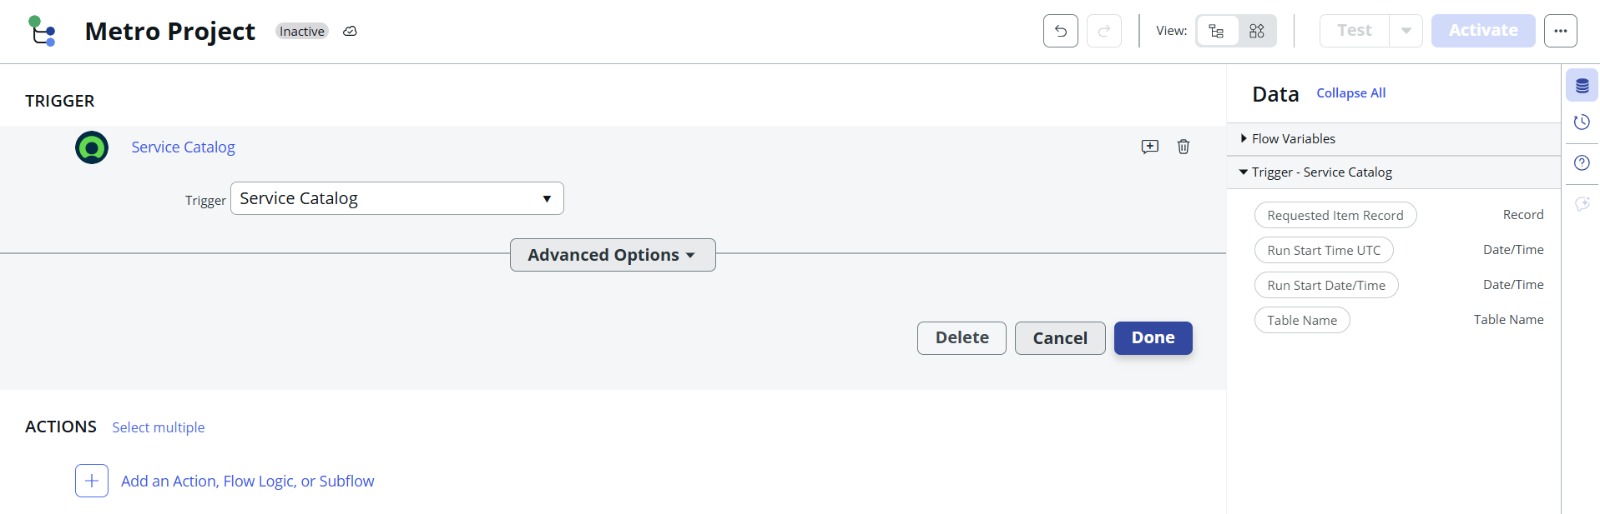 Metro Project Inactive View: Test Activate
TRIGGER
Service Catalog
Trigger Service Catalog
Advanced Options
Delete Cancel Done
ACTIONS Select multiple
Add an Action, Flow Logic, or Subflow
Data Collapse All
Flow Variables
Trigger - Service Catalog
Requested Item Record Record
Run Start Time UTC Date/Time
Run Start Date/Time Date/Time
Table Name Table Name